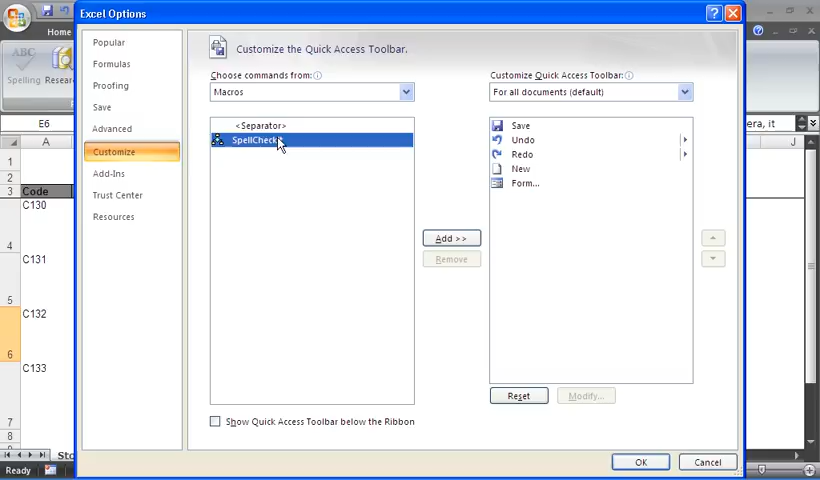 Excel Options
Home
ABC
Spelling
Resear
E6
era, it
A
J
1
2
3 Code
C130
4
C131
5
C132
6
C133
7
8
Sto
Ready
Popular
Formulas
Proofing
Save
Advanced
Customize
Add-Ins
Trust Center
Resources
Customize the Quick Access Toolbar.
Choose commands from:
Macros
<Separator>
Customize Quick Access Toolbar:
For all documents (default)
Save
Undo
Redo
New
Form...
Add >>
Remove
Reset
Modify...
Show Quick Access Toolbar below the Ribbon
OK
Cancel